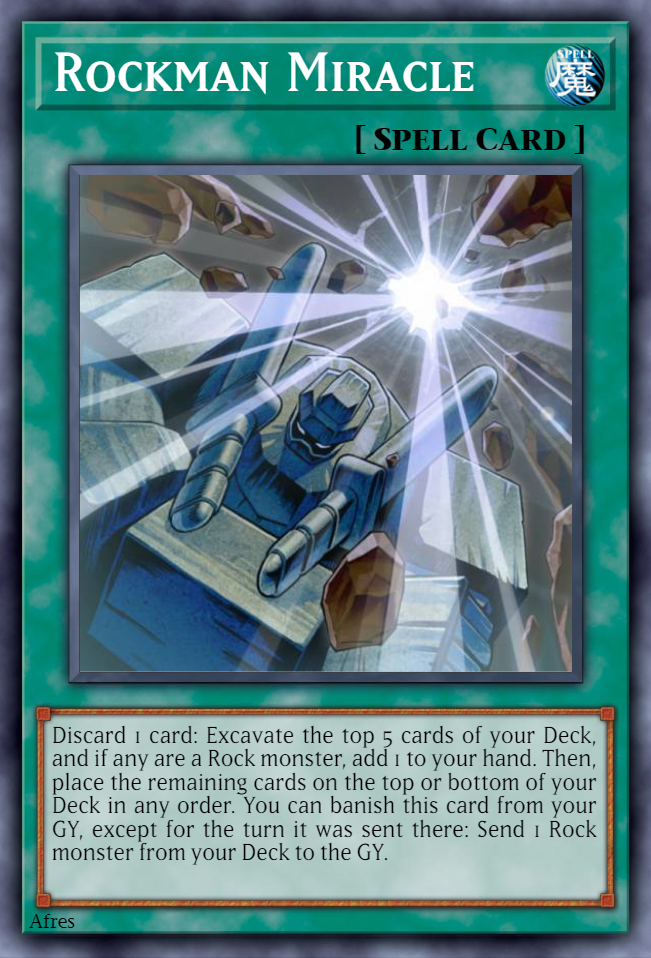 Rockman Miracle
SPELL
魔
[ Spell Card ]
Discard 1 card: Excavate the top 5 cards of your Deck,
and if any are a Rock monster, add 1 to your hand. Then,
place the remaining cards on the top or bottom of your
Deck in any order. You can banish this card from your
GY, except for the turn it was sent there: Send 1 Rock
monster from your Deck to the GY.
Afres